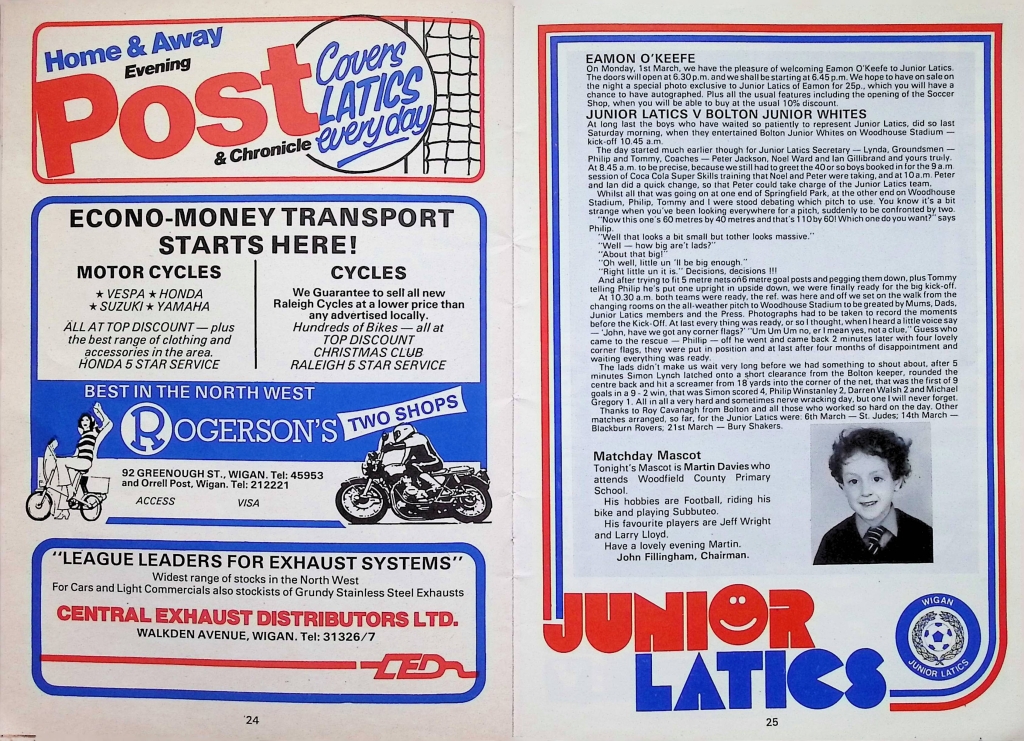 Home & Away
Evening
Post
& Chronicle
Covers
LATICS
every day
ECONO-MONEY TRANSPORT
STARTS HERE!
MOTOR CYCLES
★ VESPA ★ HONDA
★ SUZUKI ★ YAMAHA
ALL AT TOP DISCOUNT — plus
the best range of clothing and
accessories in the area.
HONDA 5 STAR SERVICE
CYCLES
We Guarantee to sell all new
Raleigh Cycles at a lower price than
any advertised locally.
Hundreds of Bikes — all at
TOP DISCOUNT
CHRISTMAS CLUB
RALEIGH 5 STAR SERVICE
BEST IN THE NORTH WEST
ROGERSON'S
TWO SHOPS
92 GREENOUGH ST., WIGAN. Tel: 45953
and Orrell Post, Wigan. Tel: 212221
ACCESS VISA
"LEAGUE LEADERS FOR EXHAUST SYSTEMS"
Widest range of stocks in the North West
For Cars and Light Commercials also stockists of Grundy Stainless Steel Exhausts
CENTRAL EXHAUST DISTRIBUTORS LTD.
WALKDEN AVENUE, WIGAN. Tel: 31326/7
CED
24
EAMON O'KEEFE
On Monday, 1st March, we have the pleasure of welcoming Eamon O'Keefe to Junior Latics.
The doors will open at 6.30 p.m. and we shall be starting at 6.45 p.m. We hope to have on sale on
the night a special photo exclusive to Junior Latics of Eamon for 25p., which you will have a
chance to have autographed. Plus all the usual features including the opening of the Soccer
Shop, when you will be able to buy at the usual 10% discount.
JUNIOR LATICS V BOLTON JUNIOR WHITES
At long last the boys who have waited so patiently to represent Junior Latics, did so last
Saturday morning, when they entertained Bolton Junior Whites on Woodhouse Stadium —
kick-off 10.45 a.m.
The day started much earlier though for Junior Latics Secretary — Lynda, Groundsmen —
Philip and Tommy, Coaches — Peter Jackson, Noel Ward and Ian Gillibrand and yours truly.
At 8.45 a.m. to be precise, because we still had to greet the 40 or so boys booked in for the 9 a.m.
session of Coca Cola Super Skills training that Noel and Peter were taking, and at 10 a.m. Peter
and Ian did a quick change, so that Peter could take charge of the Junior Latics team.
Whilst all that was going on at one end of Springfield Park, at the other end on Woodhouse
Stadium, Philip, Tommy and I were stood debating which pitch to use. You know it's a bit
strange when you've been looking everywhere for a pitch, suddenly to be confronted by two.
"Now this one's 60 metres by 40 metres and that's 110 by 60! Which one do you want?" says
Philip.
"Well that looks a bit small but tother looks massive."
"Well — how big are't lads?"
"About that big!"
"Oh well, little un 'll be big enough."
"Right little un it is." Decisions, decisions !!!
And after trying to fit 5 metre nets on 6 metre goal posts and pegging them down, plus Tommy
telling Philip he's put one upright in upside down, we were finally ready for the big kick-off.
At 10.30 a.m. both teams were ready, the ref. was here and off we set on the walk from the
changing rooms on the all-weather pitch to Woodhouse Stadium to be greated by Mums, Dads,
Junior Latics members and the Press. Photographs had to be taken to record the moments
before the Kick-Off. At last every thing was ready, or so I thought, when I heard a little voice say
— 'John, have we got any corner flags?' "Um Um Um no, er I mean yes, not a clue," Guess who
came to the rescue — Phillip — off he went and came back 2 minutes later with four lovely
corner flags, they were put in position and at last after four months of disappointment and
waiting everything was ready.
The lads didn't make us wait very long before we had something to shout about, after 5
minutes Simon Lynch latched onto a short clearance from the Bolton keeper, rounded the
centre back and hit a screamer from 18 yards into the corner of the net, that was the first of 9
goals in a 9 - 2 win, that was Simon scored 4, Philip Winstanley 2, Darren Walsh 2 and Michael
Gregory 1. All in all a very hard and sometimes nerve wracking day, but one I will never forget.
Thanks to Roy Cavanagh from Bolton and all those who worked so hard on the day. Other
matches arranged, so far, for the Junior Latics were: 6th March — St. Judes; 14th March —
Blackburn Rovers; 21st March — Bury Shakers.
Matchday Mascot
Tonight's Mascot is Martin Davies who
attends Woodfield County Primary
School.
His hobbies are Football, riding his
bike and playing Subbuteo.
His favourite players are Jeff Wright
and Larry Lloyd.
Have a lovely evening Martin.
John Fillingham, Chairman.
JUNIOR
LATICS
WIGAN
JUNIOR LATICS
25